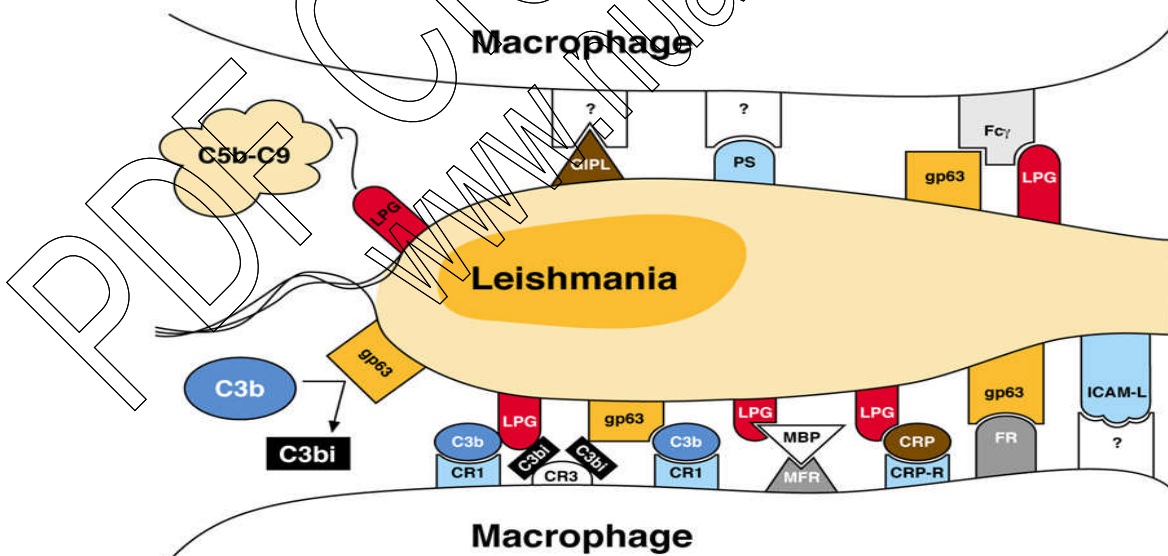 Macrophage
? ? Fcγ
C5b-C9 GIPL PS gp63 LPG
LPG
Leishmania
gp63
C3b
C3bi
LPG gp63 LPG LPG gp63 ICAM-L
C3b C3bi C3bi C3b MBP CRP FR ?
CR1 CR3 CR1 MFR CRP-R
Macrophage